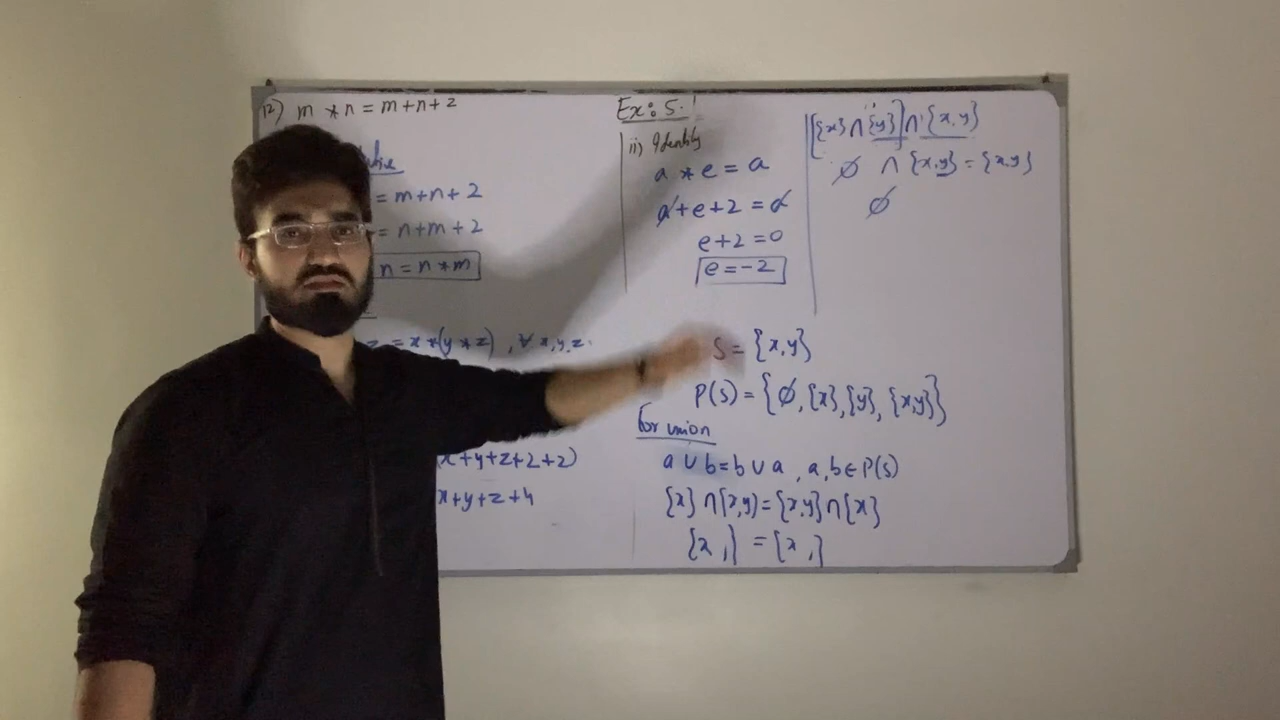 12) m * n = m+n+2
= m+n+2
= n+m+2
n = n*m
= x*(y*z) , ∀ x,y,z.
(x+y+z+2+2)
x+y+z+4
Ex: 5.1
ii) Identity
a * e = a
a+e+2 = a
e+2 = 0
e = -2
[{x}∩{y}]∩{x,y}
∅ ∩ {x,y} = {x,y}
∅
S = {x,y}
P(S) = {∅, {x}, {y}, {x,y}}
for union
a ∪ b = b ∪ a , a,b ∈ P(S)
{x} ∩ {x,y} = {x,y} ∩ {x}
{x ,} = {x ,}